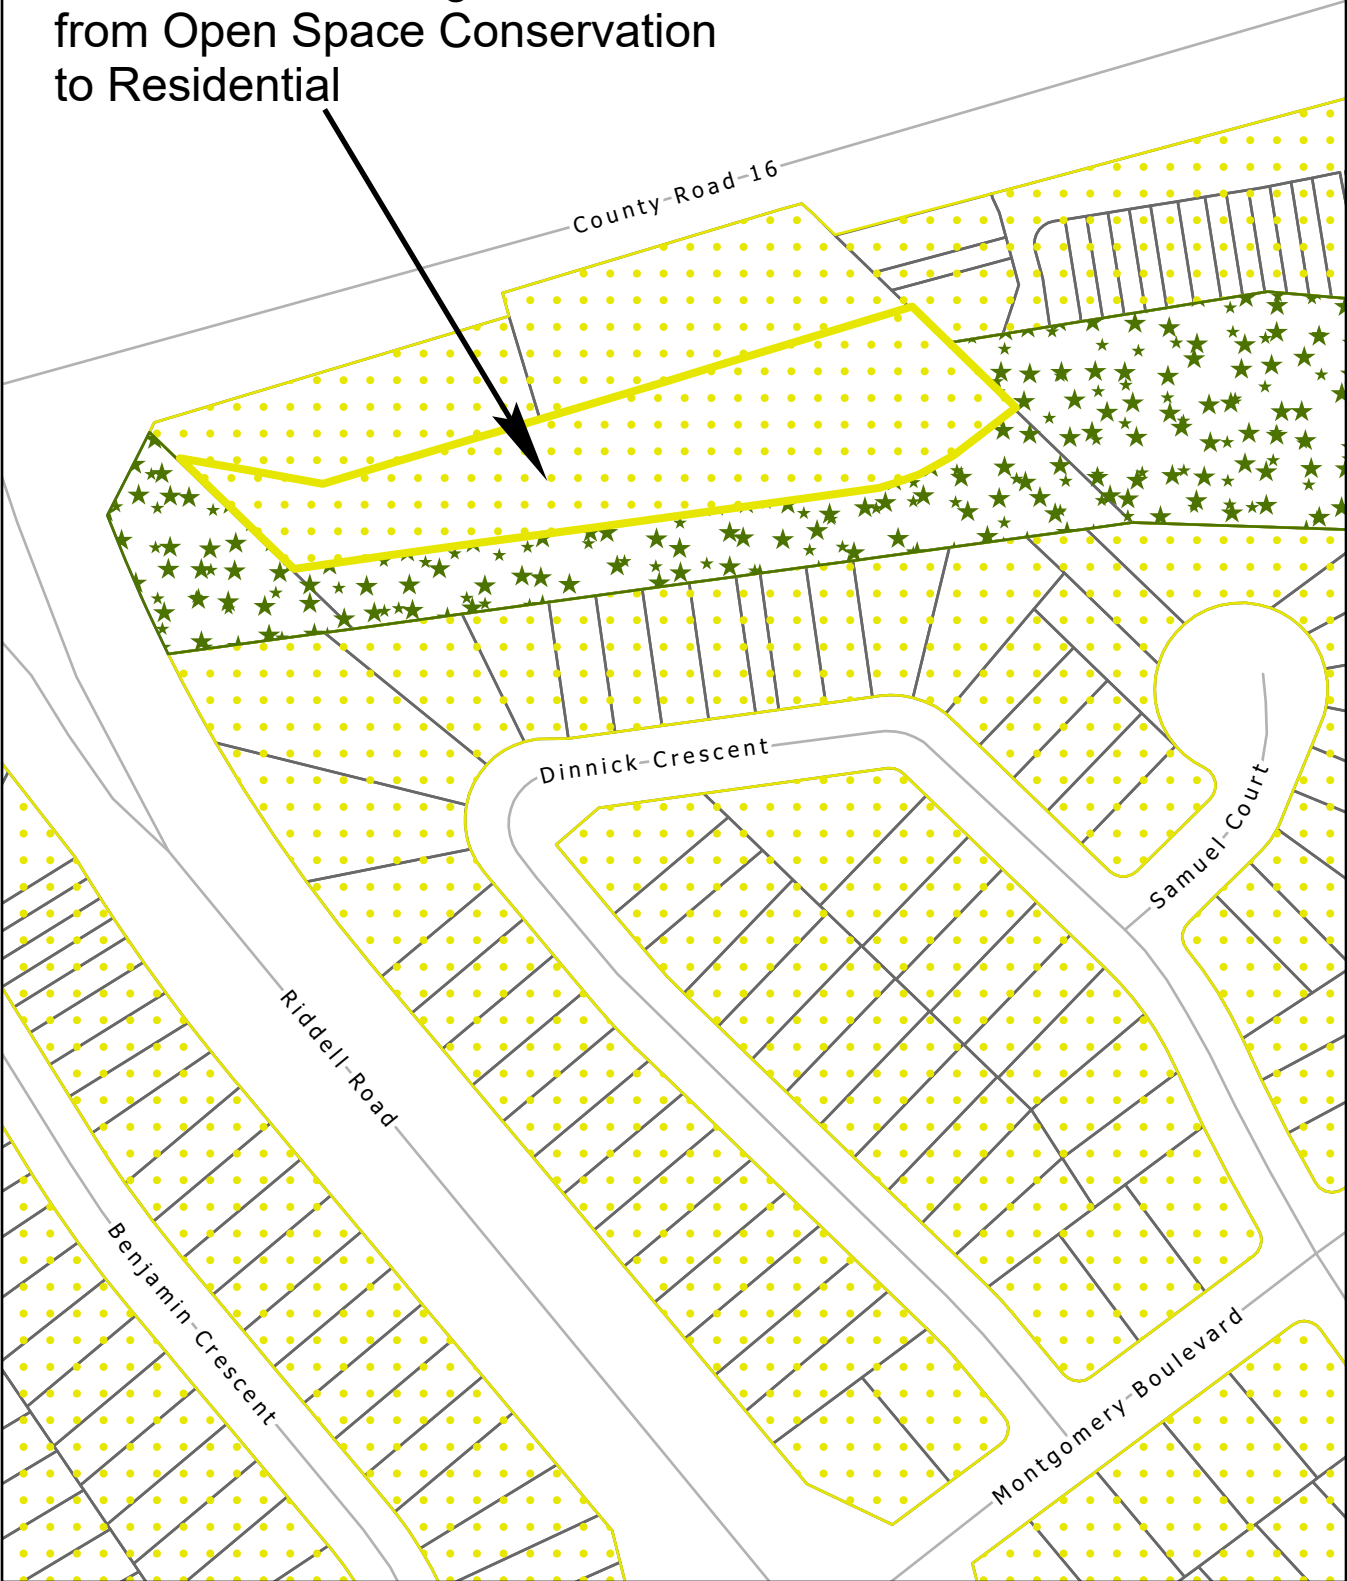 from Open Space Conservation
to Residential
County Road 16
Dinnick Crescent
Samuel Court
Riddell Road
Benjamin Crescent
Montgomery Boulevard